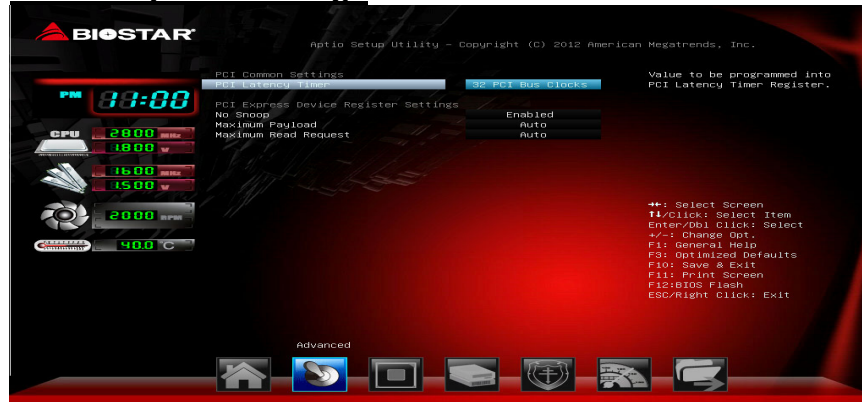 BIOSTAR
Aptio Setup Utility - Copyright (C) 2012 American Megatrends, Inc.
PCI Common Settings
PCI Latency Timer 32 PCI Bus Clocks
PCI Express Device Register Settings
No Snoop Enabled
Maximum Payload Auto
Maximum Read Request Auto
Value to be programmed into
PCI Latency Timer Register.
PM 11:00
CPU 2800 MHz
1.800 V
1600 MHz
1.500 V
2000 RPM
40.0 °C
→←: Select Screen
↑↓/Click: Select Item
Enter/Dbl Click: Select
+/-: Change Opt.
F1: General Help
F3: Optimized Defaults
F10: Save & Exit
F11: Print Screen
F12:BIOS Flash
ESC/Right Click: Exit
Advanced